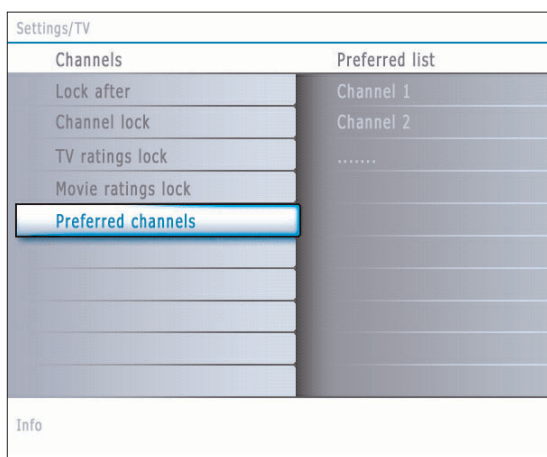 Settings/TV
Channels
Preferred list
Lock after
Channel 1
Channel lock
Channel 2
TV ratings lock
.......
Movie ratings lock
Preferred channels
Info